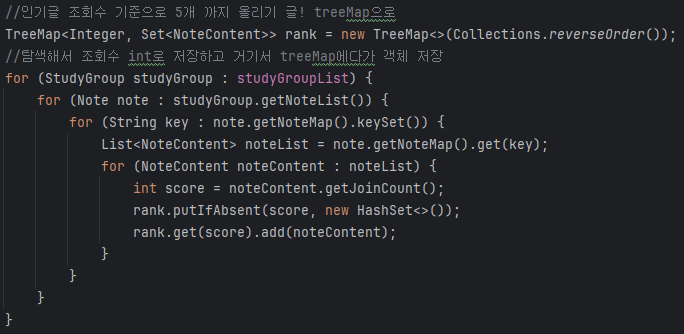 //인기글 조회수 기준으로 5개 까지 올리기 글! treeMap으로
TreeMap<Integer, Set<NoteContent>> rank = new TreeMap<>(Collections.reverseOrder());
//탐색해서 조회수 int로 저장하고 거기서 treeMap에다가 객체 저장
for (StudyGroup studyGroup : studyGroupList) {
    for (Note note : studyGroup.getNoteList()) {
        for (String key : note.getNoteMap().keySet()) {
            List<NoteContent> noteList = note.getNoteMap().get(key);
            for (NoteContent noteContent : noteList) {
                int score = noteContent.getJoinCount();
                rank.putIfAbsent(score, new HashSet<>());
                rank.get(score).add(noteContent);
            }
        }
    }
}